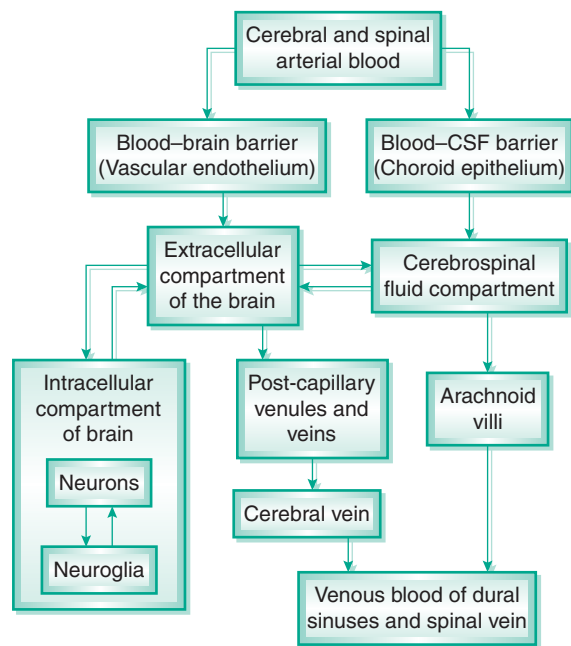 Cerebral and spinal
arterial blood
Blood–brain barrier
(Vascular endothelium)
Blood–CSF barrier
(Choroid epithelium)
Extracellular
compartment
of the brain
Cerebrospinal
fluid compartment
Intracellular
compartment
of brain
Neurons
Neuroglia
Post-capillary
venules and
veins
Arachnoid
villi
Cerebral vein
Venous blood of dural
sinuses and spinal vein